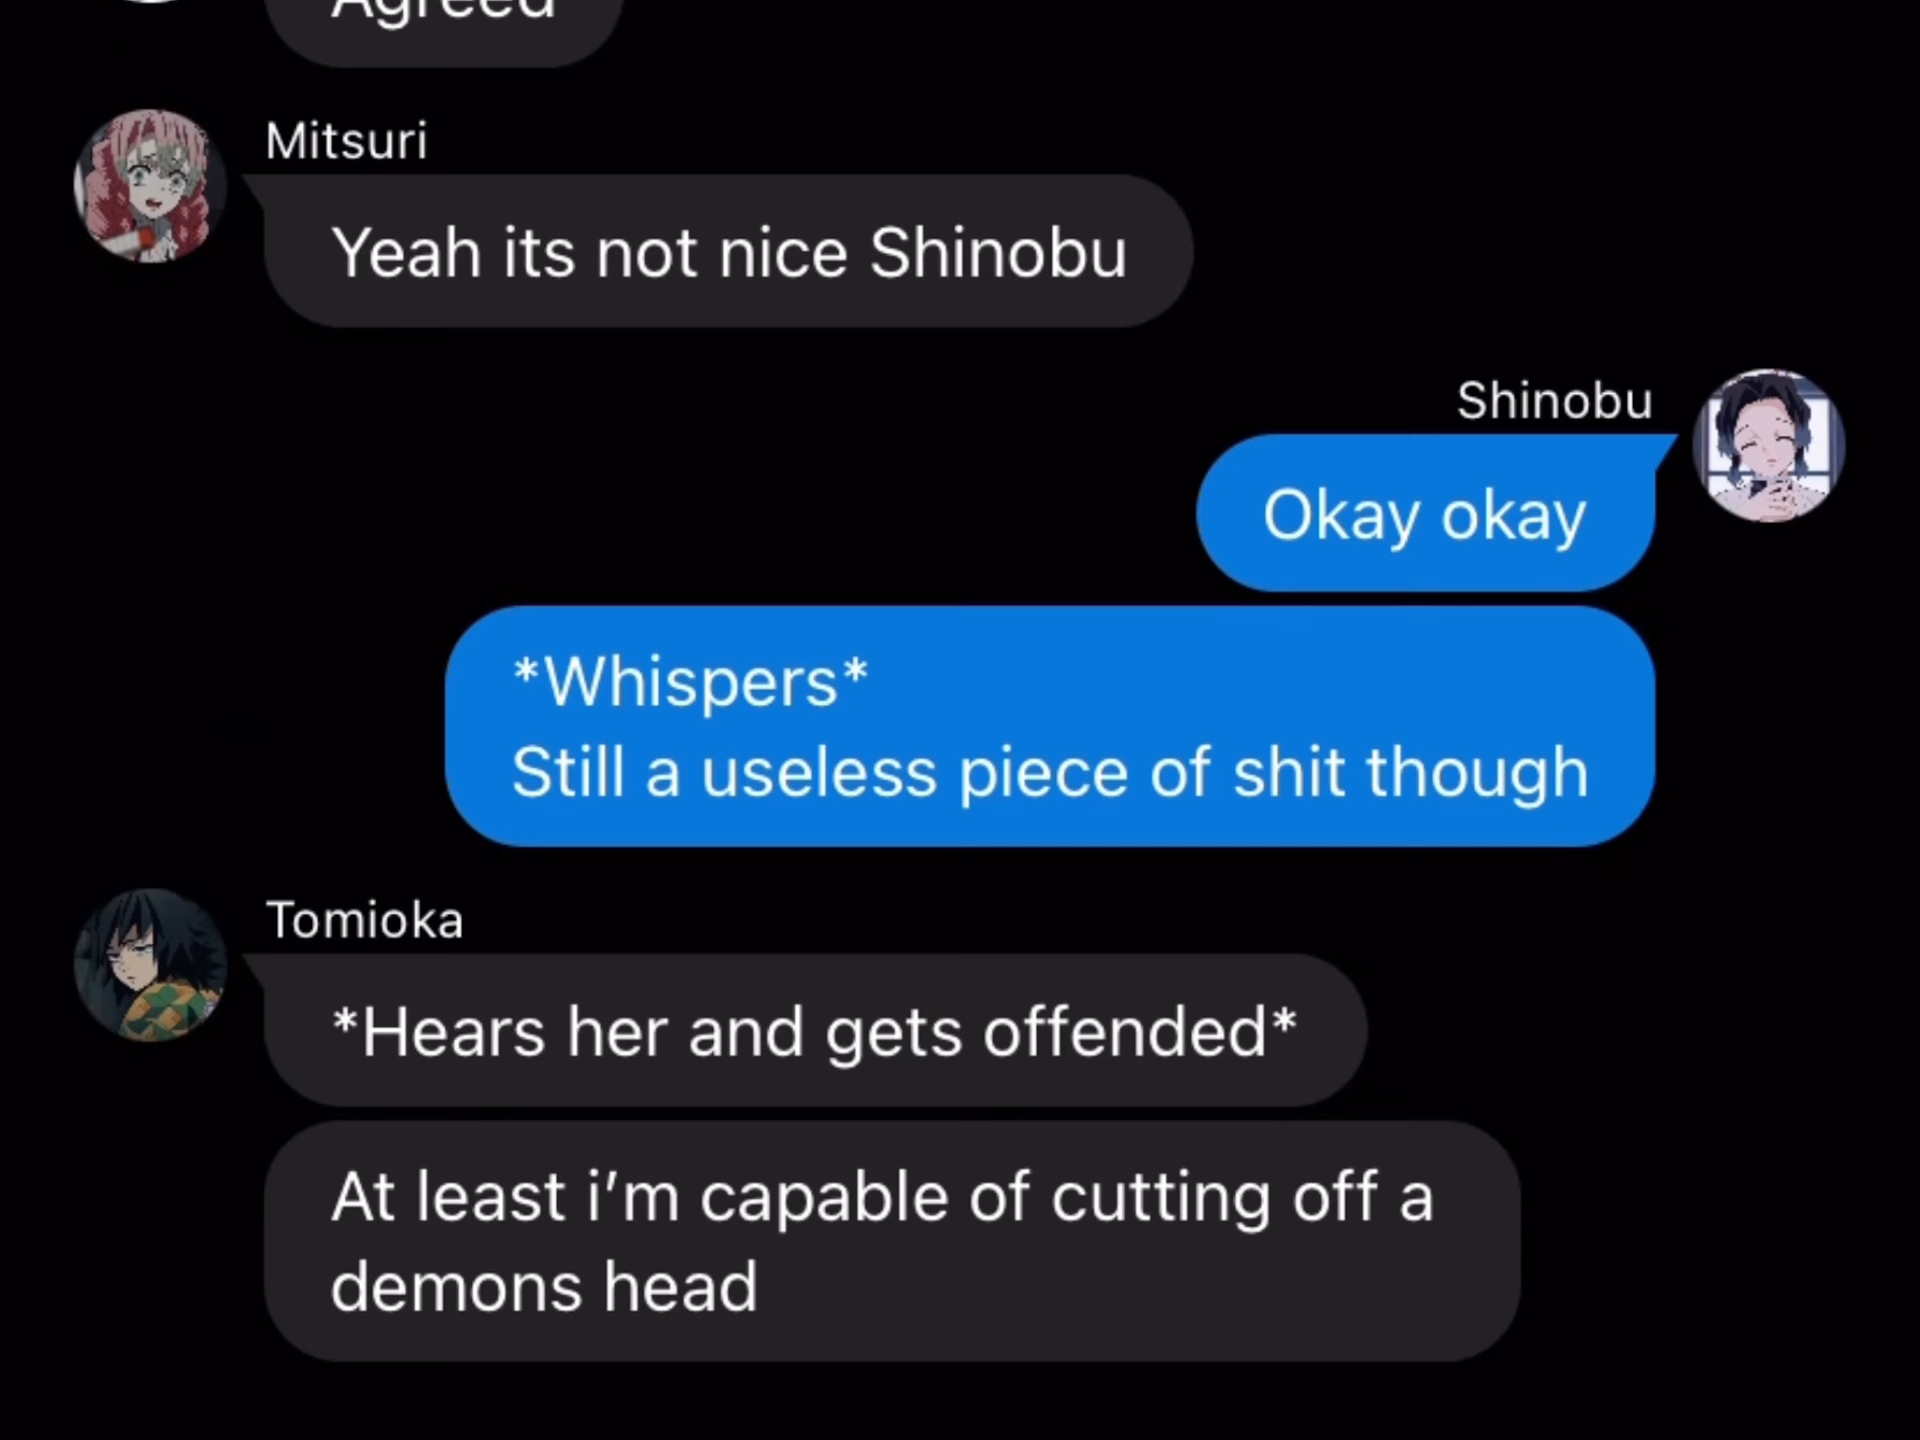 Agreed
Mitsuri
Yeah its not nice Shinobu
Shinobu
Okay okay
*Whispers*
Still a useless piece of shit though
Tomioka
*Hears her and gets offended*
At least i’m capable of cutting off a
demons head